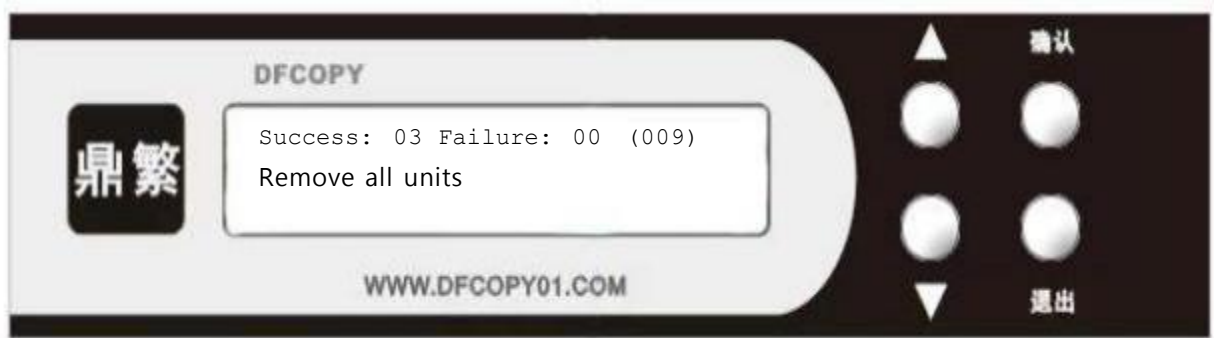 确认
DFCOPY
鼎繁
Success: 03 Failure: 00 (009)
Remove all units
WWW.DFCOPY01.COM
退出